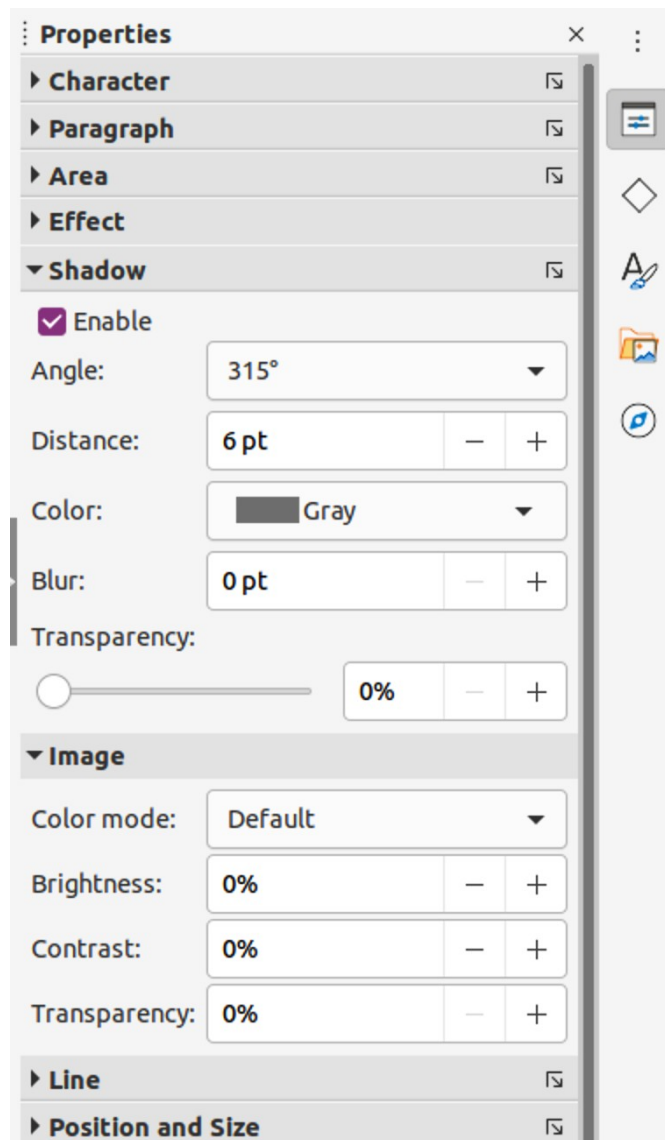 Properties
Character
Paragraph
Area
Effect
Shadow
Enable
Angle: 315°
Distance: 6 pt
Color: Gray
Blur: 0 pt
Transparency:
0%
Image
Color mode: Default
Brightness: 0%
Contrast: 0%
Transparency: 0%
Line
Position and Size